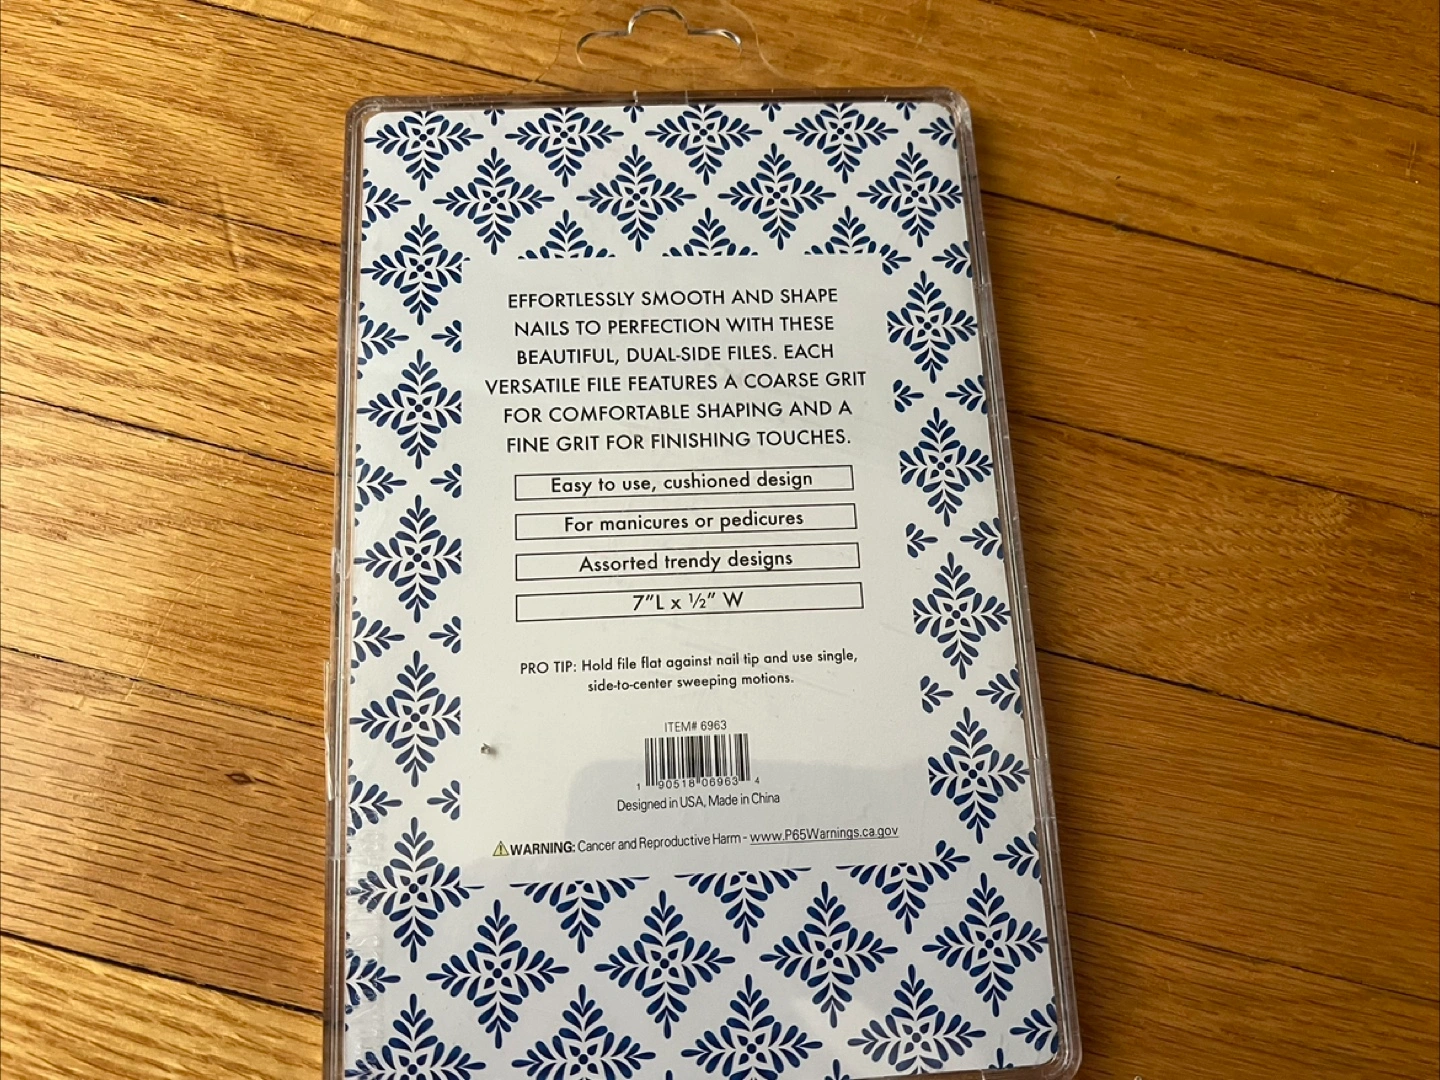 EFFORTLESSLY SMOOTH AND SHAPE
NAILS TO PERFECTION WITH THESE
BEAUTIFUL, DUAL-SIDE FILES. EACH
VERSATILE FILE FEATURES A COARSE GRIT
FOR COMFORTABLE SHAPING AND A
FINE GRIT FOR FINISHING TOUCHES.
Easy to use, cushioned design
For manicures or pedicures
Assorted trendy designs
7"L x ½" W
PRO TIP: Hold file flat against nail tip and use single,
side-to-center sweeping motions.
ITEM# 6963
1 90518 06963 4
Designed in USA, Made in China
WARNING: Cancer and Reproductive Harm - www.P65Warnings.ca.gov